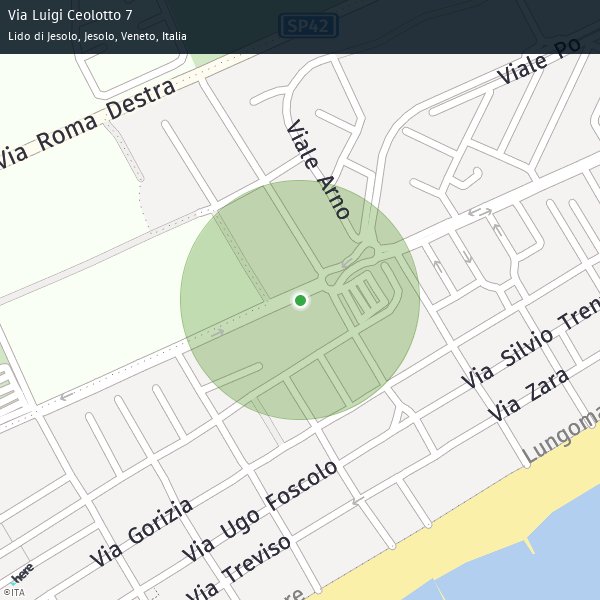 Via Luigi Ceolotto 7
Lido di Jesolo, Jesolo, Veneto, Italia
SP42
Viale Po
Via Roma Destra
Viale Arno
Via Silvio Tren
Via Zara
Lungoma
Via Ugo Foscolo
Via Gorizia
Via Treviso
re
here
©ITA